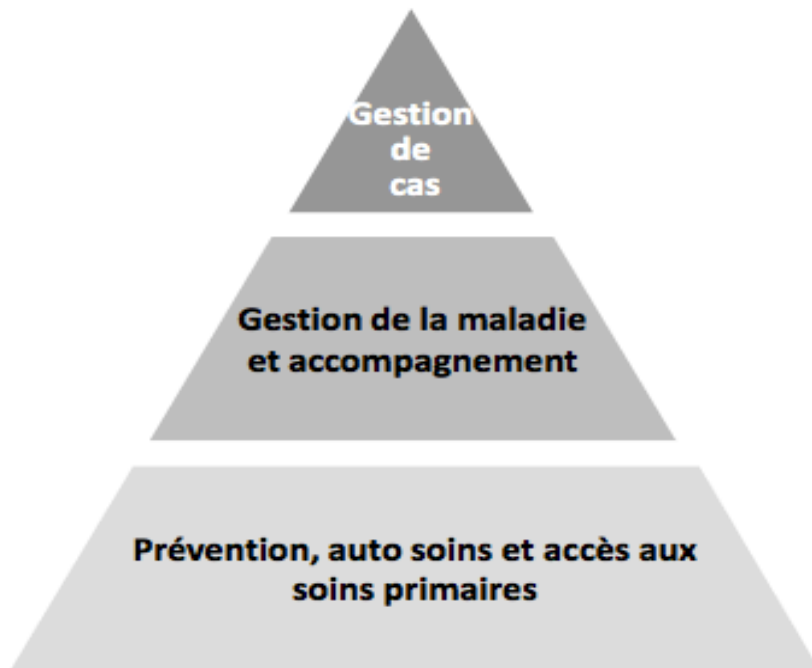 Gestion
de
cas
Gestion de la maladie
et accompagnement
Prévention, auto soins et accès aux
soins primaires